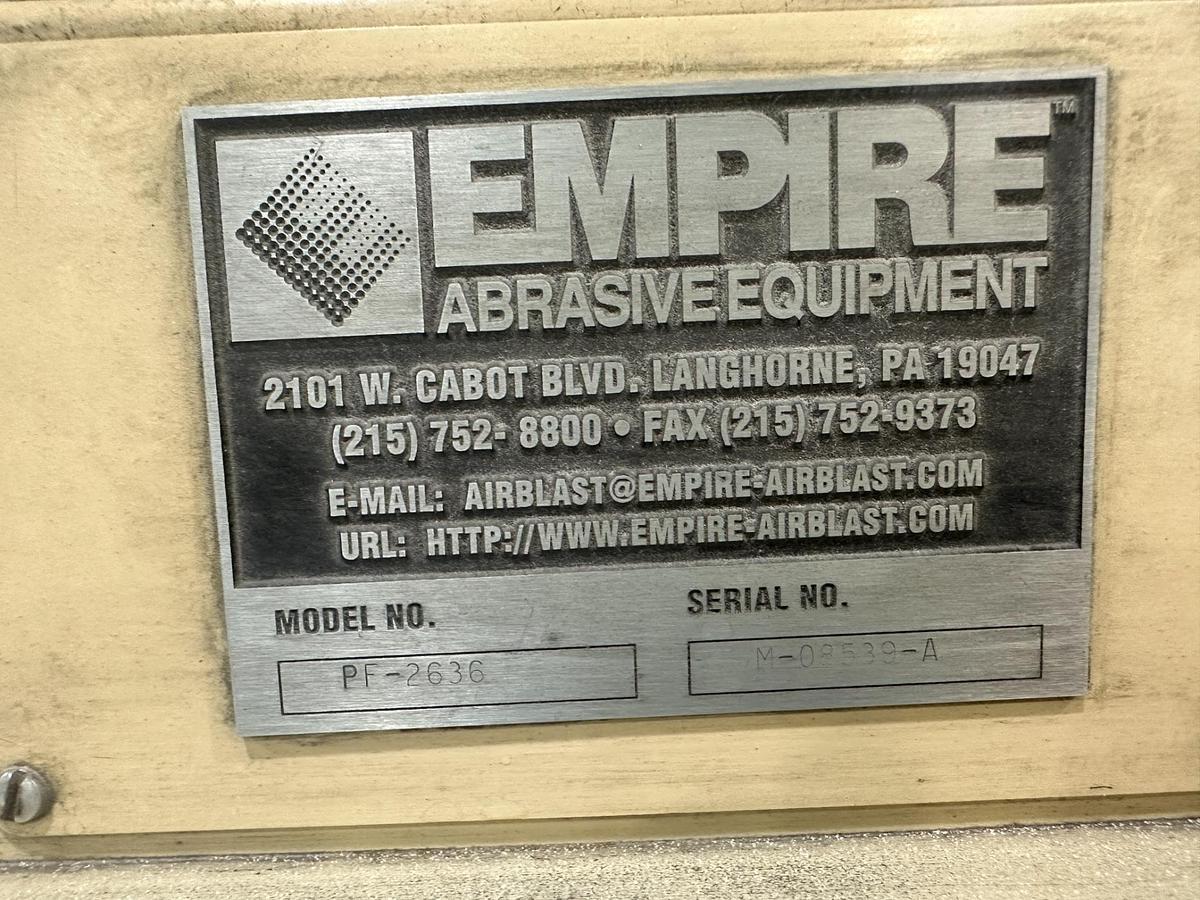 EMPIRE™
ABRASIVE EQUIPMENT
2101 W. CABOT BLVD. LANGHORNE, PA 19047
(215) 752- 8800 • FAX (215) 752-9373
E-MAIL: AIRBLAST@EMPIRE-AIRBLAST.COM
URL: HTTP://WWW.EMPIRE-AIRBLAST.COM
MODEL NO. SERIAL NO.
PF-2636 M-08539-A